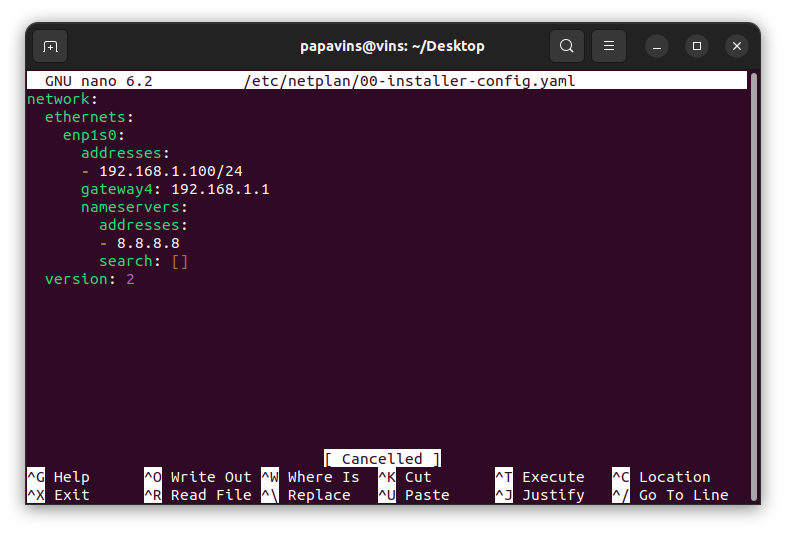 papavins@vins: ~/Desktop
GNU nano 6.2 /etc/netplan/00-installer-config.yaml
network:
  ethernets:
    enp1s0:
      addresses:
      - 192.168.1.100/24
      gateway4: 192.168.1.1
      nameservers:
        addresses:
        - 8.8.8.8
        search: []
  version: 2
[ Cancelled ]
^G Help ^O Write Out ^W Where Is ^K Cut ^T Execute ^C Location
^X Exit ^R Read File ^\ Replace ^U Paste ^J Justify ^/ Go To Line